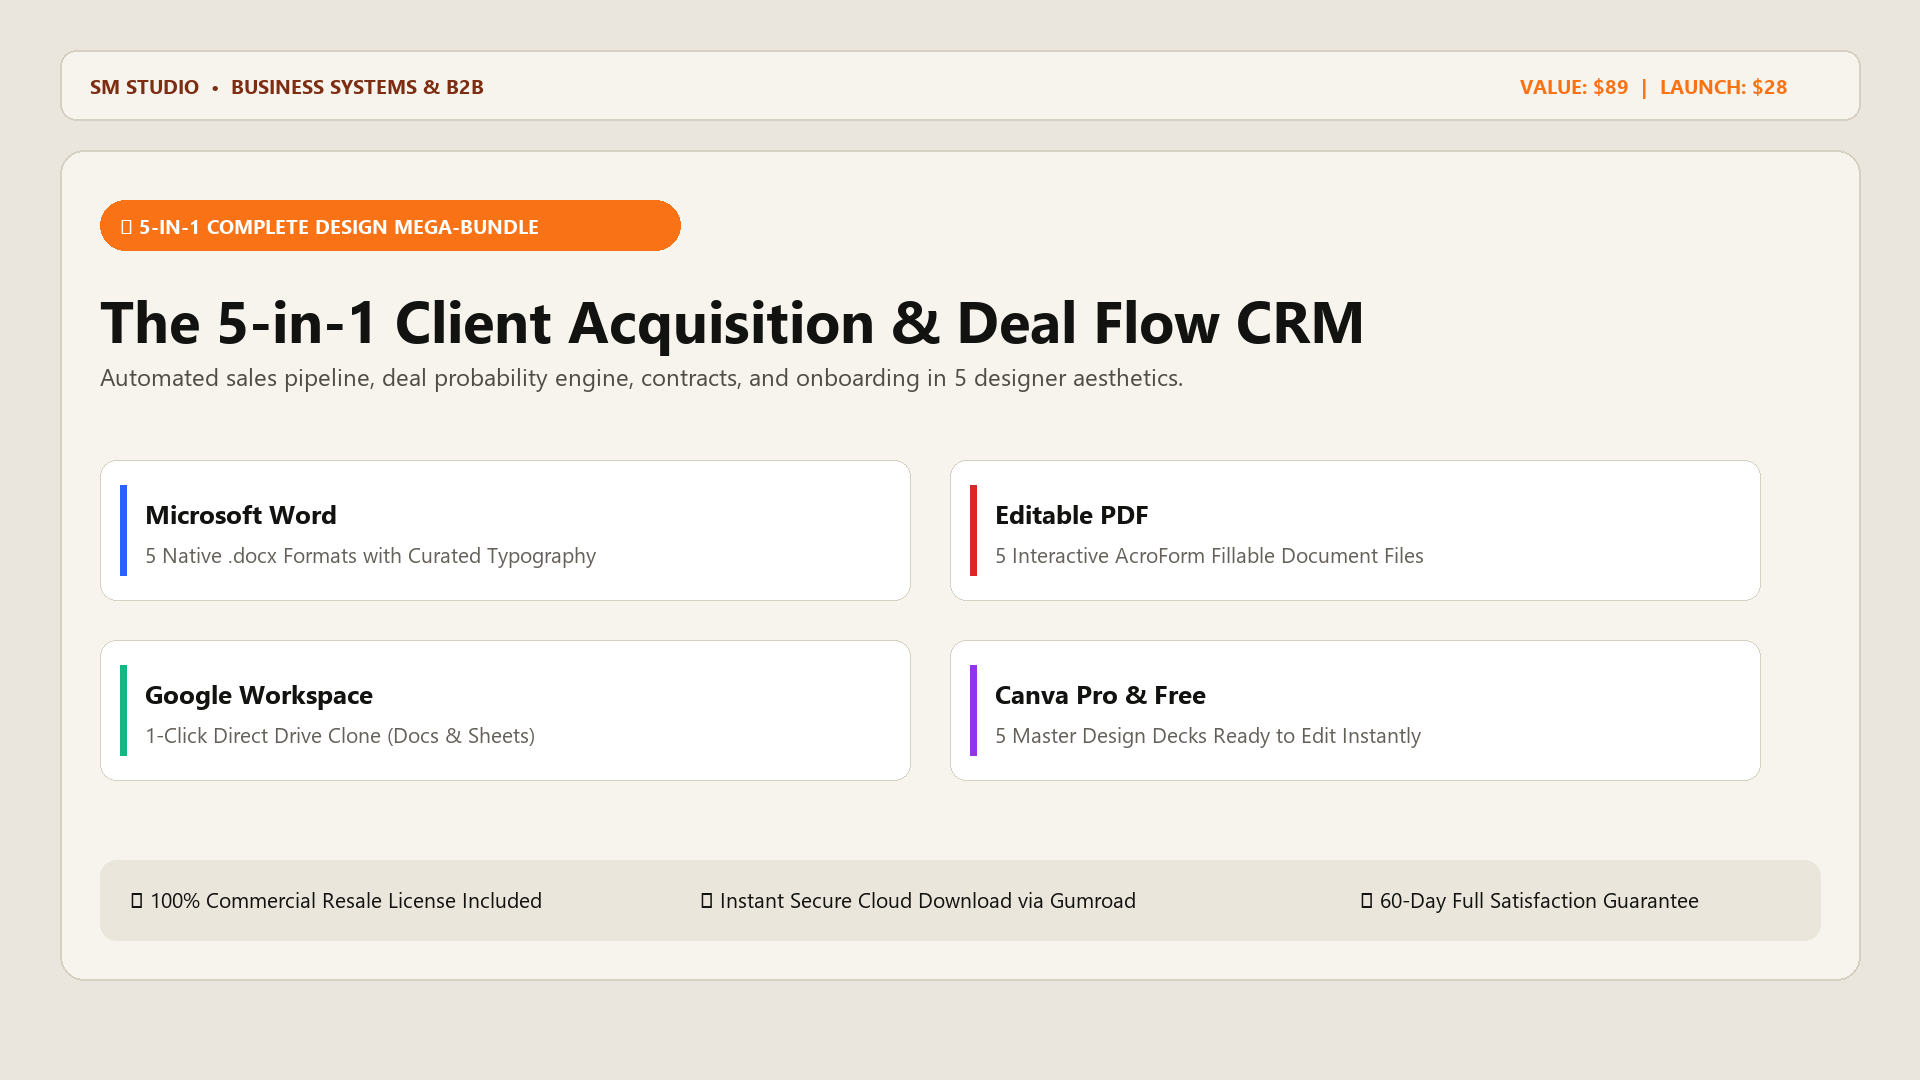 SM STUDIO • BUSINESS SYSTEMS & B2B
VALUE: $89 | LAUNCH: $28
▯ 5-IN-1 COMPLETE DESIGN MEGA-BUNDLE
The 5-in-1 Client Acquisition & Deal Flow CRM
Automated sales pipeline, deal probability engine, contracts, and onboarding in 5 designer aesthetics.
Microsoft Word
5 Native .docx Formats with Curated Typography
Editable PDF
5 Interactive AcroForm Fillable Document Files
Google Workspace
1-Click Direct Drive Clone (Docs & Sheets)
Canva Pro & Free
5 Master Design Decks Ready to Edit Instantly
▯ 100% Commercial Resale License Included
▯ Instant Secure Cloud Download via Gumroad
▯ 60-Day Full Satisfaction Guarantee